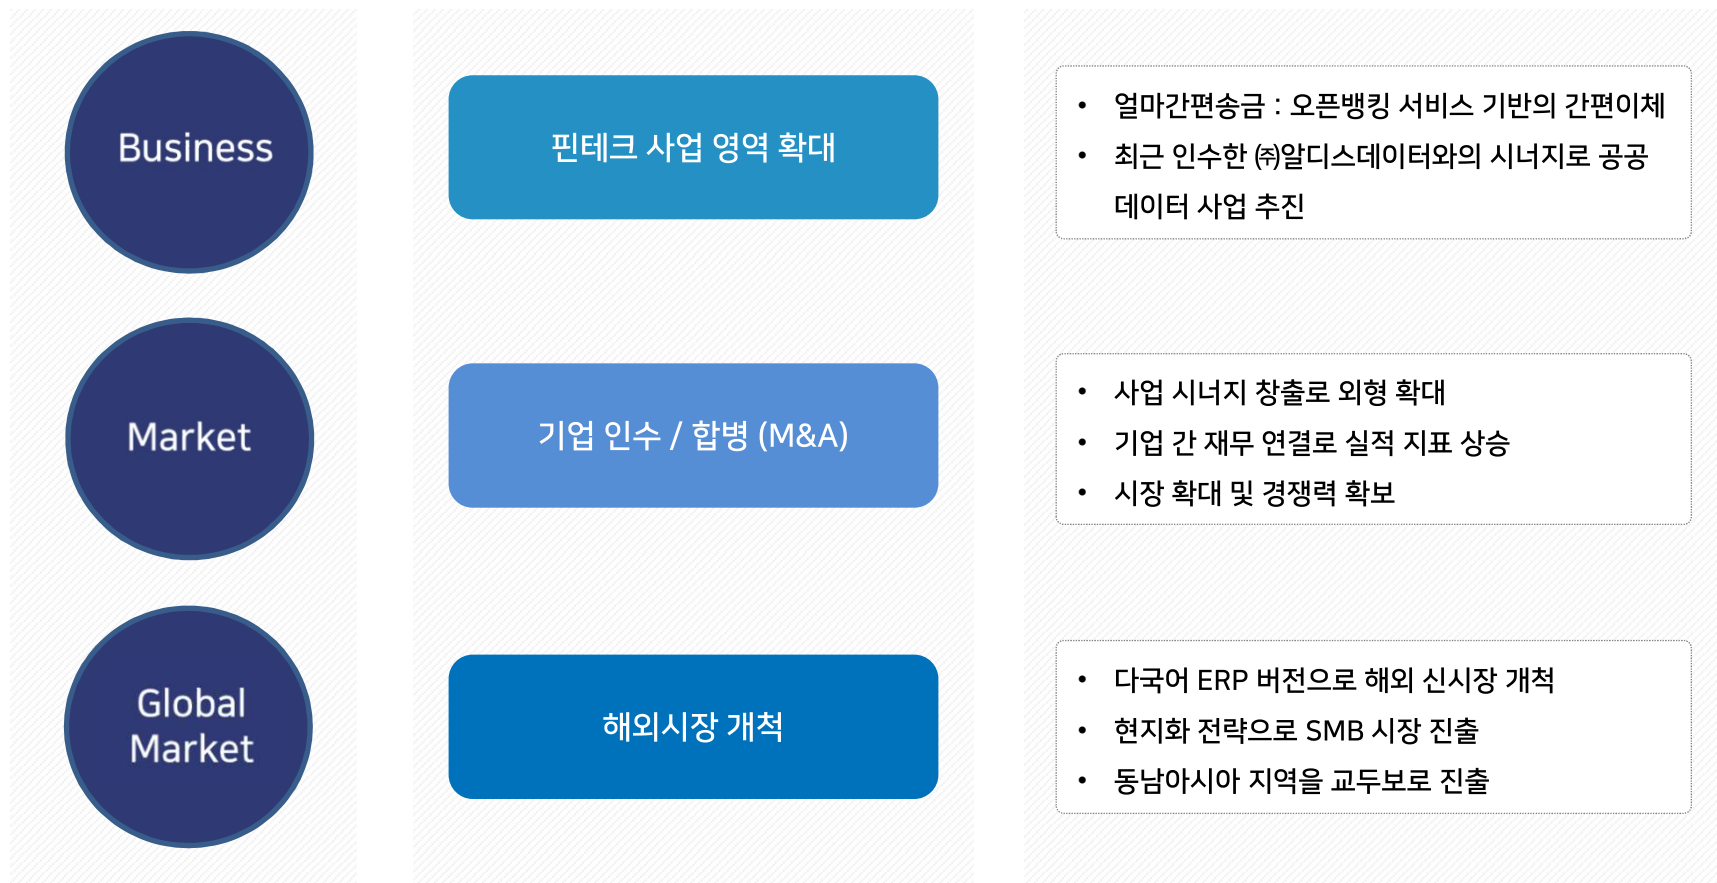 Business
핀테크 사업 영역 확대
• 얼마간편송금 : 오픈뱅킹 서비스 기반의 간편이체
• 최근 인수한 ㈜알디스데이터와의 시너지로 공공
데이터 사업 추진
Market
기업 인수 / 합병 (M&A)
• 사업 시너지 창출로 외형 확대
• 기업 간 재무 연결로 실적 지표 상승
• 시장 확대 및 경쟁력 확보
Global
Market
해외시장 개척
• 다국어 ERP 버전으로 해외 신시장 개척
• 현지화 전략으로 SMB 시장 진출
• 동남아시아 지역을 교두보로 진출